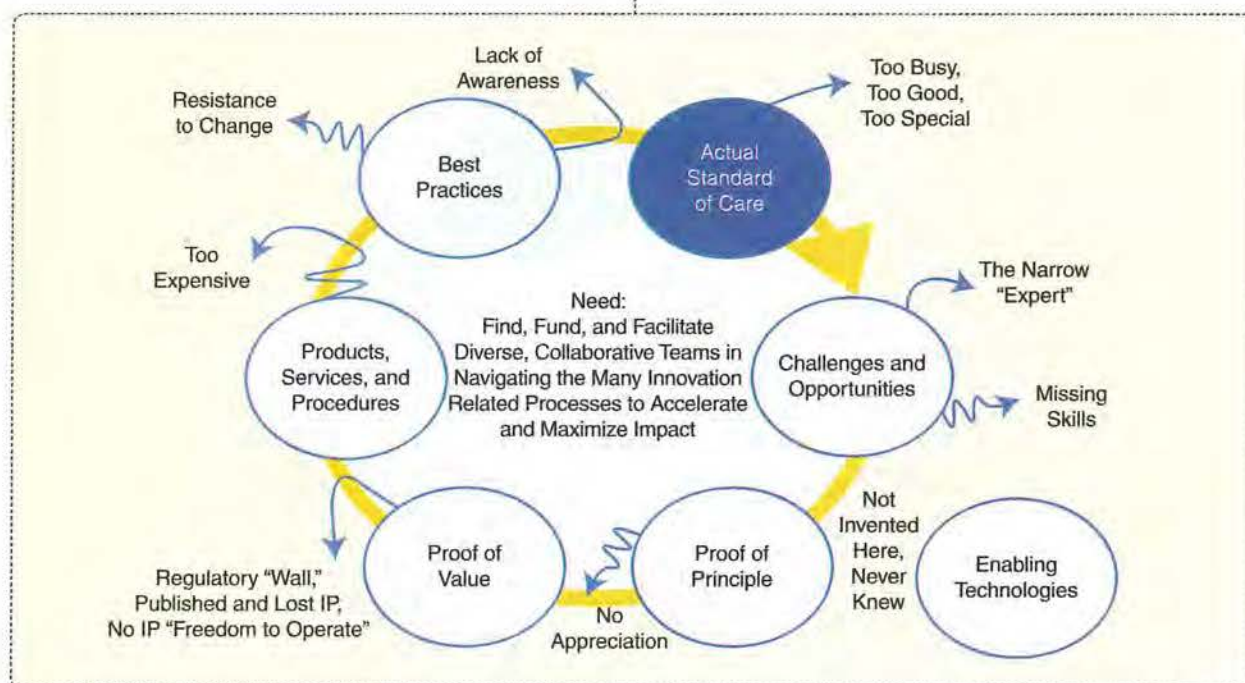 Lack of
Awareness
Too Busy,
Too Good,
Too Special
Resistance
to Change
Best
Practices
Actual
Standard
of Care
Too
Expensive
The Narrow
"Expert"
Need:
Find, Fund, and Facilitate
Diverse, Collaborative Teams in
Navigating the Many Innovation
Related Processes to Accelerate
and Maximize Impact
Products,
Services, and
Procedures
Challenges and
Opportunities
Missing
Skills
Not
Invented
Here,
Never
Knew
Enabling
Technologies
Proof of
Value
Proof of
Principle
Regulatory "Wall,"
Published and Lost IP,
No IP "Freedom to Operate"
No
Appreciation